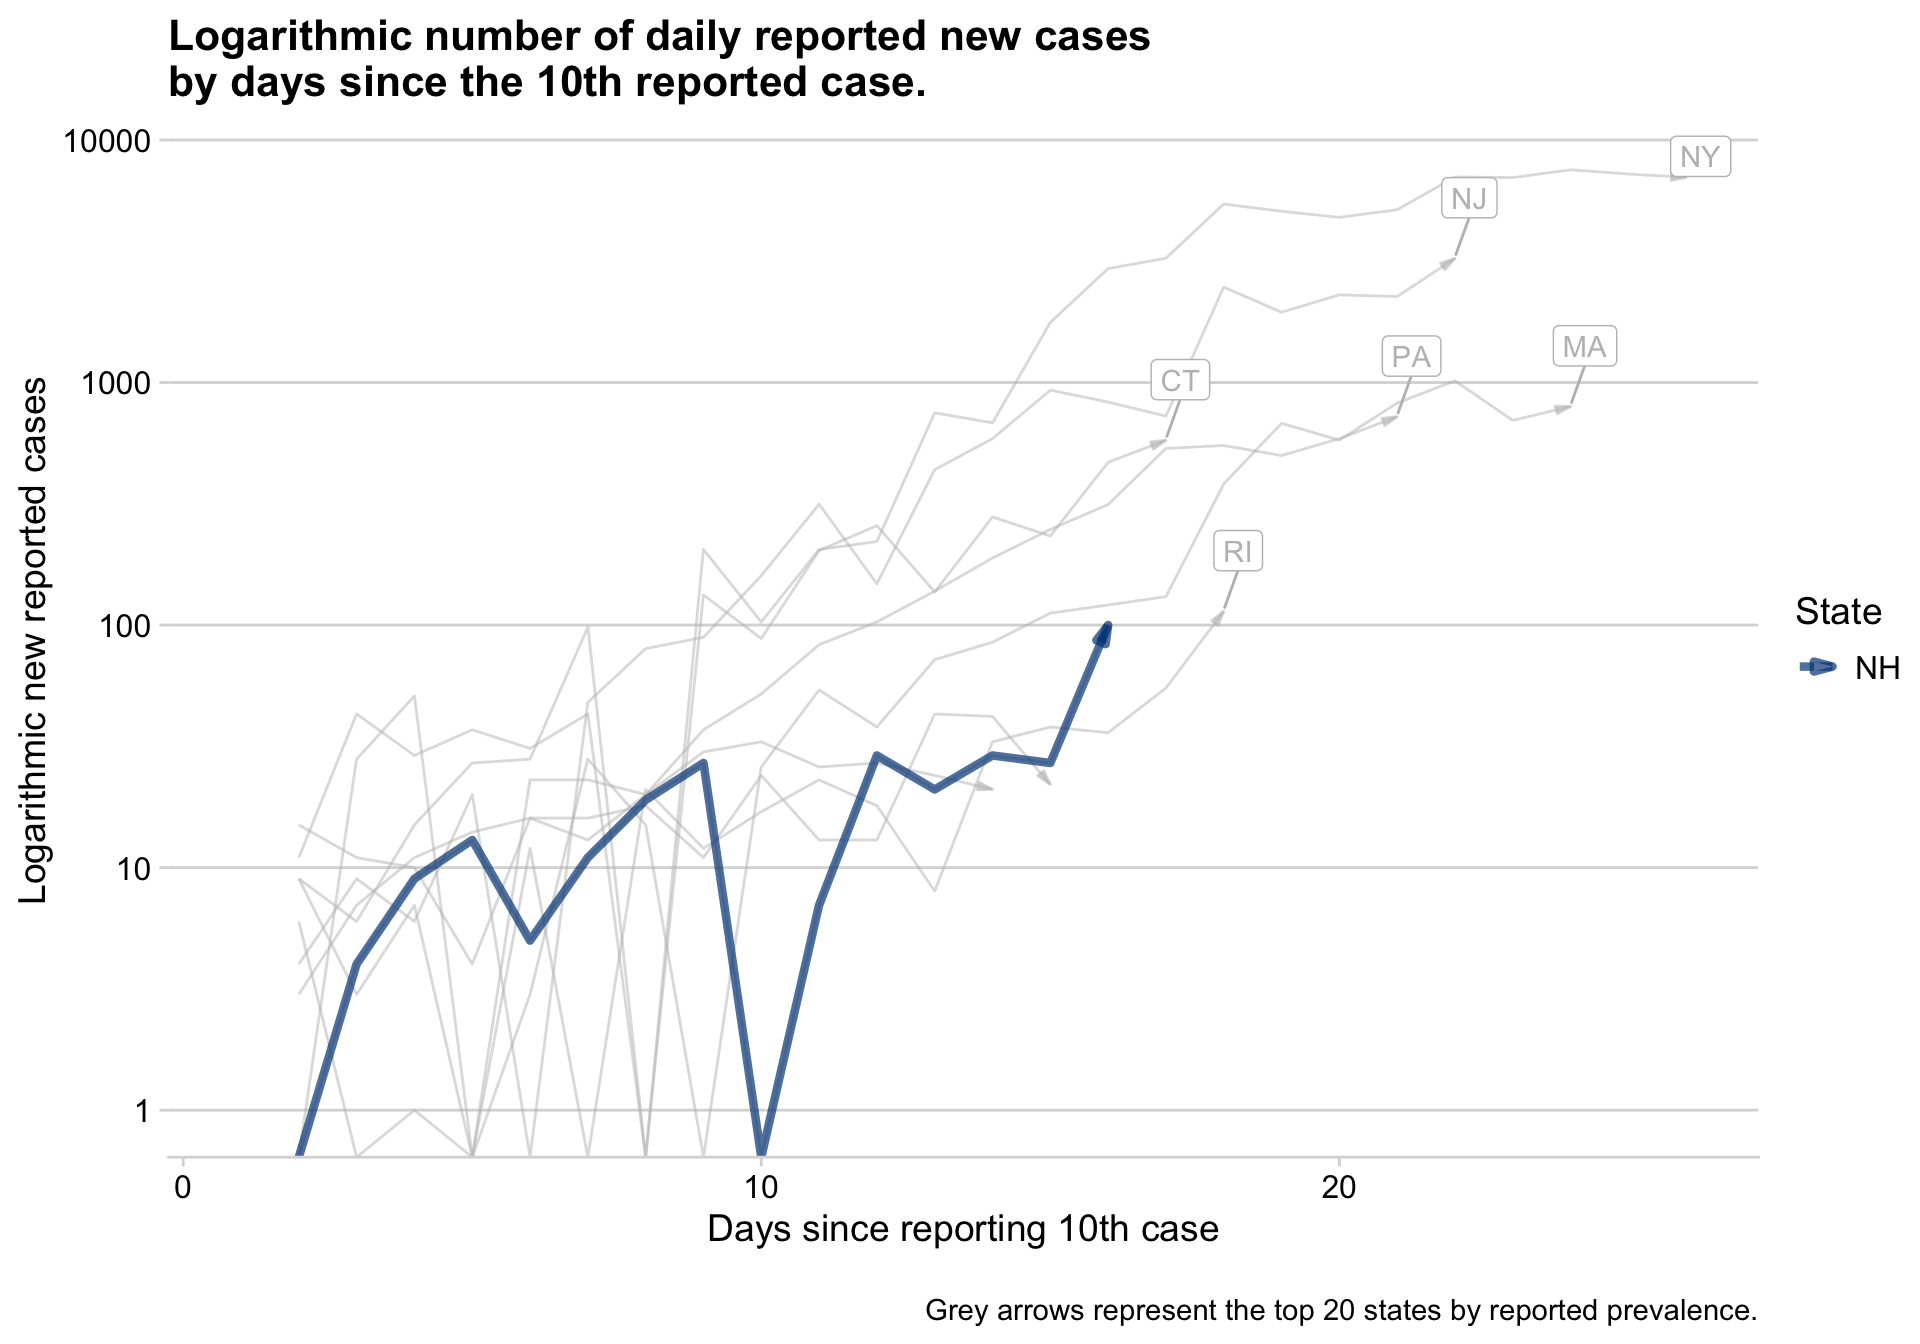 Logarithmic number of daily reported new cases
by days since the 10th reported case.
Logarithmic new reported cases
10000
1000
100
10
1
NY
NJ
MA
PA
CT
RI
State
NH
0
10
20
Days since reporting 10th case
Grey arrows represent the top 20 states by reported prevalence.